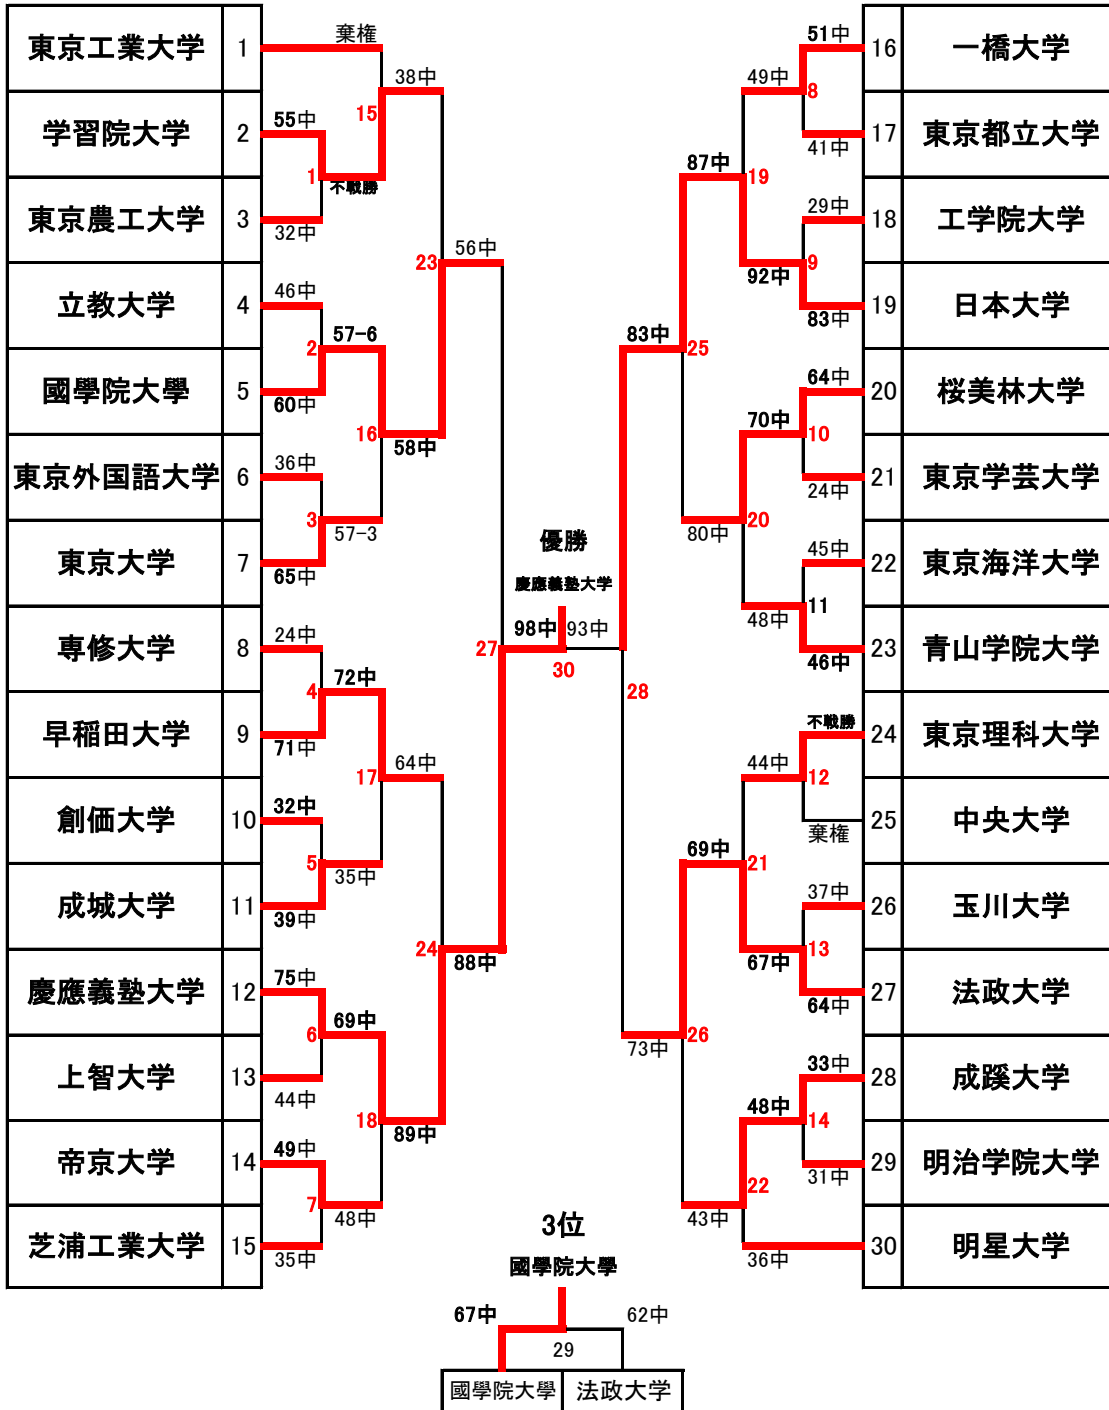 東京工業大学 1 棄権 51中 16 一橋大学
38中 49中
15 8
学習院大学 2 55中 17 東京都立大学
41中
1 不戦勝 87中 19
東京農工大学 3 32中 29中 18 工学院大学
56中
23 92中 9
立教大学 4 46中 83中 19 日本大学
57-6 83中
2 25
國學院大學 5 60中 64中 20 桜美林大学
70中
16 58中 10
東京外国語大学 6 36中 24中 21 東京学芸大学
3 57-3 80中 20
東京大学 7 65中 優勝 45中 22 東京海洋大学
慶應義塾大学
48中 11
専修大学 8 24中 27 98中 93中 46中 23 青山学院大学
30
4 72中 28
早稲田大学 9 71中 不戦勝 24 東京理科大学
64中 44中
17 12
創価大学 10 32中 棄権 25 中央大学
5 35中 69中 21
成城大学 11 39中 37中 26 玉川大学
24 88中 67中 13
慶應義塾大学 12 75中 64中 27 法政大学
6 69中 73中 26
上智大学 13 44中 33中 28 成蹊大学
48中
18 89中 14
帝京大学 14 49中 31中 29 明治学院大学
22
7 48中 43中
芝浦工業大学 15 35中 36中 30 明星大学
3位
國學院大學
67中 62中
29
國學院大學 法政大学